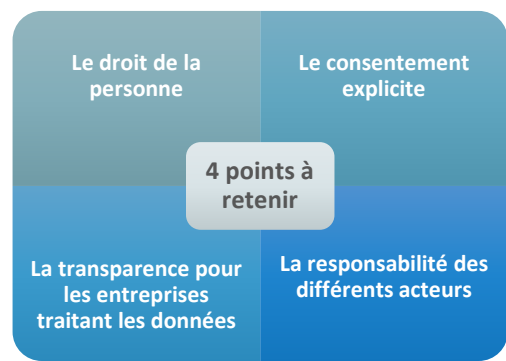 Le droit de la
personne
Le consentement
explicite
4 points à
retenir
La transparence pour
les entreprises
traitant les données
La responsabilité des
différents acteurs